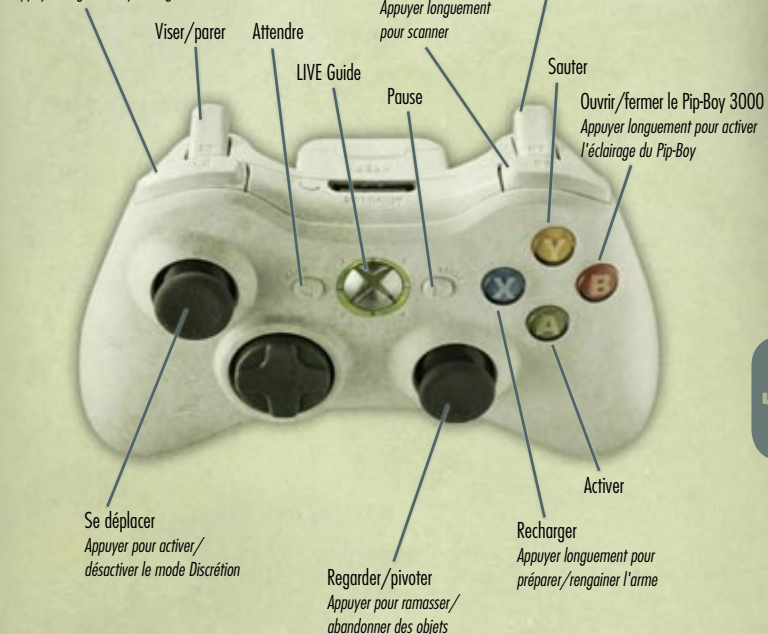 Appuyer longuement
pour scanner
Viser/parer
Attendre
LIVE Guide
Pause
Sauter
Ouvrir/fermer le Pip-Boy 3000
Appuyer longuement pour activer
l'éclairage du Pip-Boy
Y
X
B
A
Activer
Se déplacer
Appuyer pour activer/
désactiver le mode Discrétion
Recharger
Appuyer longuement pour
préparer/rengainer l'arme
Regarder/pivoter
Appuyer pour ramasser/
abandonner des objets